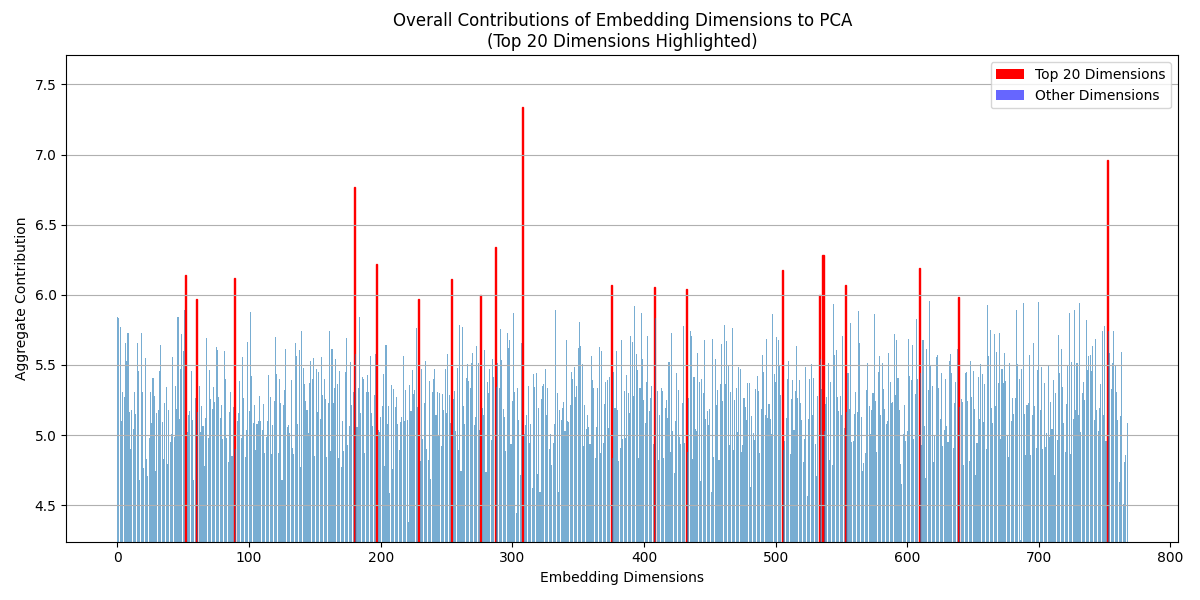 Overall Contributions of Embedding Dimensions to PCA
(Top 20 Dimensions Highlighted)
Top 20 Dimensions
Other Dimensions
7.5
7.0
6.5
6.0
5.5
5.0
4.5
Aggregate Contribution
0 100 200 300 400 500 600 700 800
Embedding Dimensions